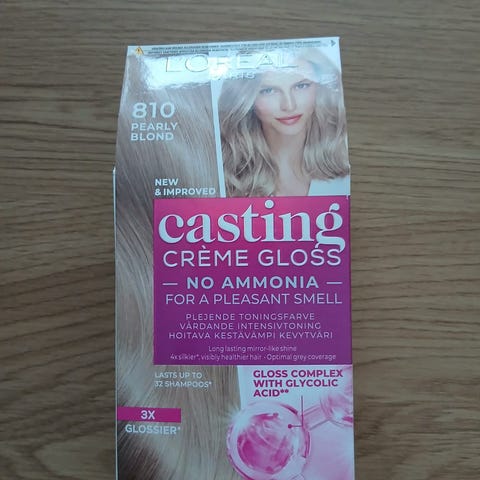 L'ORÉAL
PARIS
810
PEARLY
BLOND
NEW
& IMPROVED
casting
CRÈME GLOSS
— NO AMMONIA —
FOR A PLEASANT SMELL
PLEJENDE TONINGSFARVE
VÅRDANDE INTENSIVTONING
HOITAVA KESTÄVÄMPI KEVYTVÄRI
Long lasting mirror-like shine
4x silkier*, visibly healthier hair - Optimal grey coverage
LASTS UP TO
32 SHAMPOOS*
GLOSS COMPLEX
WITH GLYCOLIC
ACID**
3X
GLOSSIER*